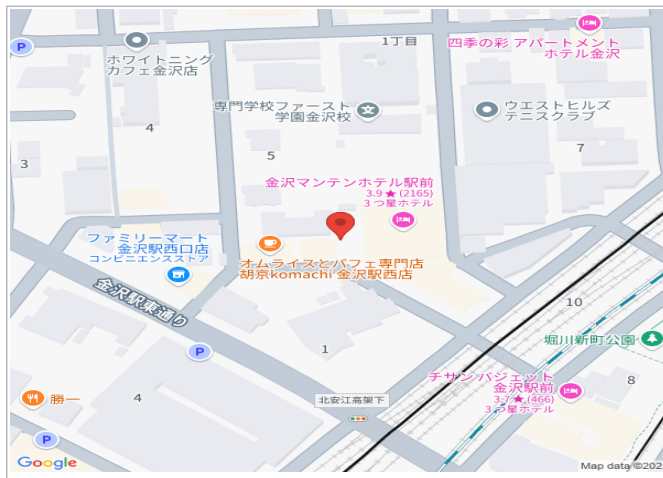 P
ホワイトニング
カフェ金沢店
1丁目
四季の彩 アパートメント
ホテル金沢
専門学校ファースト
学園金沢校
ウエストヒルズ
テニスクラブ
4
3
5
7
金沢マンテンホテル駅前
3.9 ★ (2165)
3 つ星ホテル
ファミリーマート
金沢駅西口店
コンビニエンスストア
オムライスとパフェ専門店
胡京komachi 金沢駅西店
金沢駅東通り
10
堀川新町公園
P
1
チサン バジェット
金沢駅前
3.7 ★ (466)
3 つ星ホテル
8
北安江高架下
4
勝一
P
Google
Map data ©202